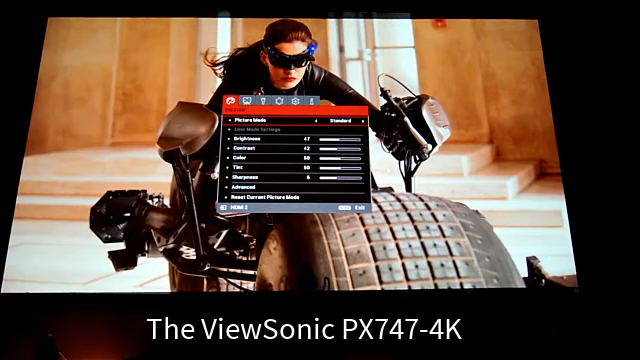 PICTURE
Picture Mode Standard
User Mode Settings
Brightness 47
Contrast 42
Color 50
Tint 50
Sharpness 6
Advanced
Reset Current Picture Mode
HDMI 2 Exit
The ViewSonic PX747-4K